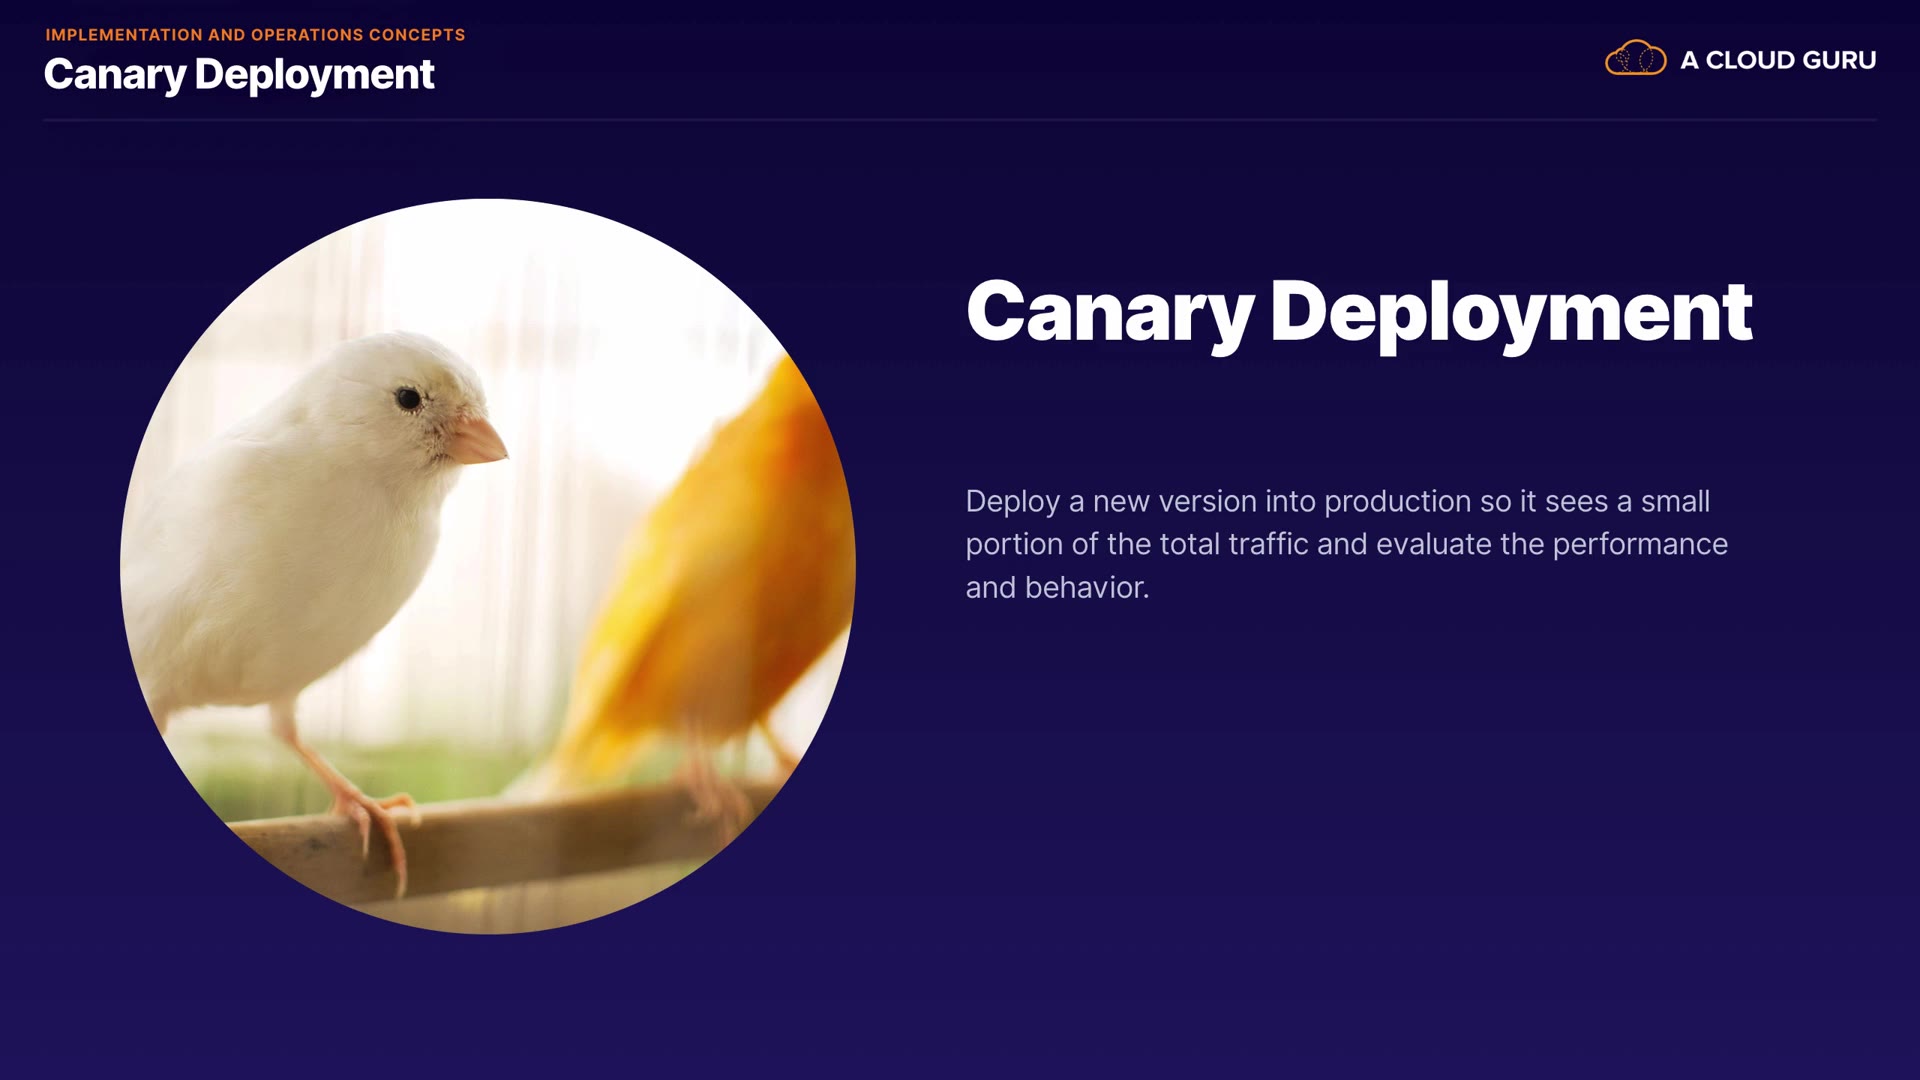 IMPLEMENTATION AND OPERATIONS CONCEPTS
Canary Deployment
A CLOUD GURU
Canary Deployment
Deploy a new version into production so it sees a small
portion of the total traffic and evaluate the performance
and behavior.